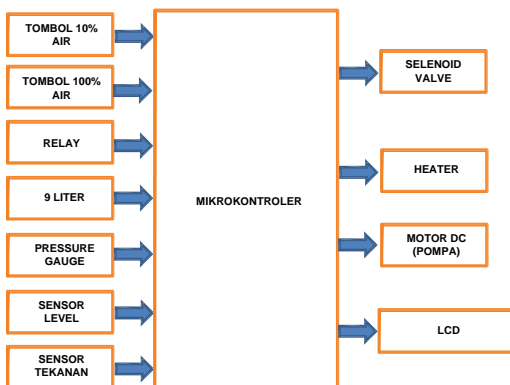 TOMBOL 10%
AIR
TOMBOL 100%
AIR
RELAY
9 LITER
PRESSURE
GAUGE
SENSOR
LEVEL
SENSOR
TEKANAN
MIKROKONTROLER
SELENOID
VALVE
HEATER
MOTOR DC
(POMPA)
LCD